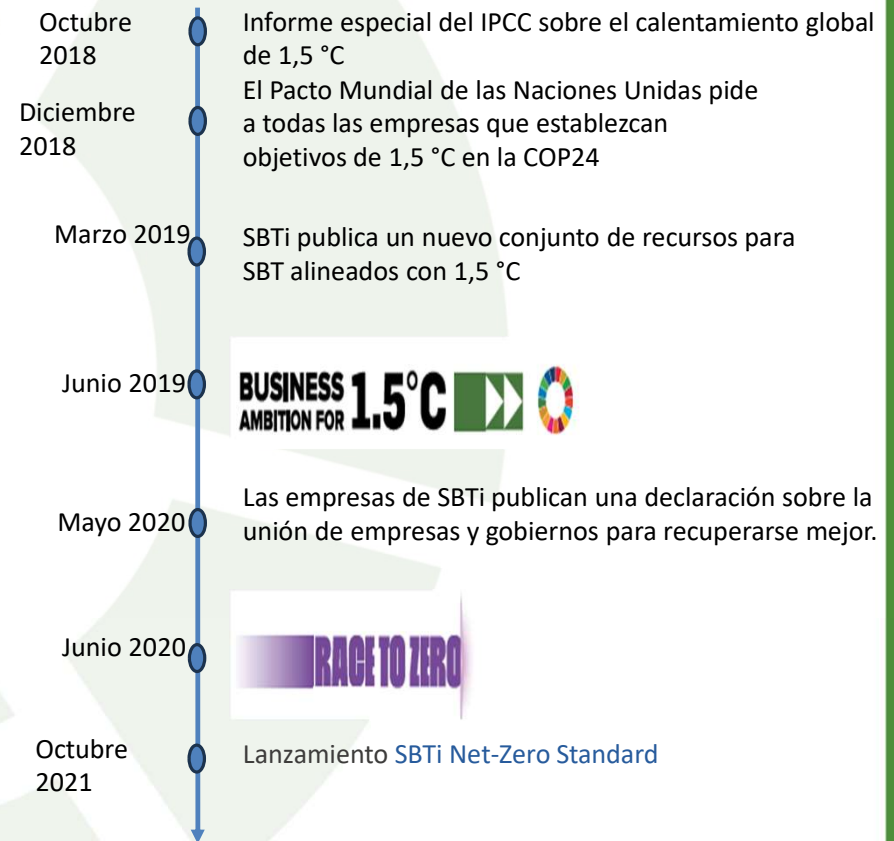 Octubre
2018
Informe especial del IPCC sobre el calentamiento global
de 1,5 °C
Diciembre
2018
El Pacto Mundial de las Naciones Unidas pide
a todas las empresas que establezcan
objetivos de 1,5 °C en la COP24
Marzo 2019
SBTi publica un nuevo conjunto de recursos para
SBT alineados con 1,5 °C
Junio 2019
BUSINESS
AMBITION FOR 1.5°C
Mayo 2020
Las empresas de SBTi publican una declaración sobre la
unión de empresas y gobiernos para recuperarse mejor.
Junio 2020
RACE TO ZERO
Octubre
2021
Lanzamiento SBTi Net-Zero Standard